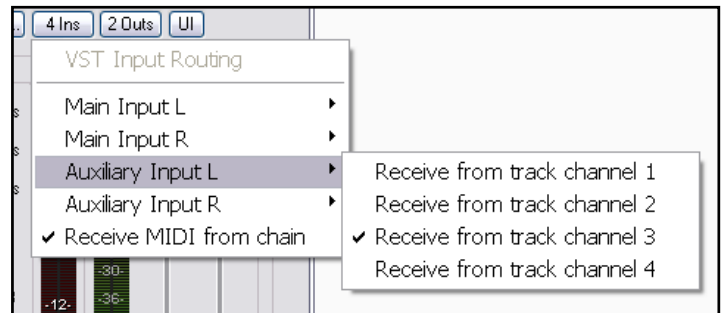 4 Ins 2 Outs UI
VST Input Routing
Main Input L
Main Input R
Auxiliary Input L
Auxiliary Input R
Receive MIDI from chain
Receive from track channel 1
Receive from track channel 2
Receive from track channel 3
Receive from track channel 4
-30-
-12- -36-